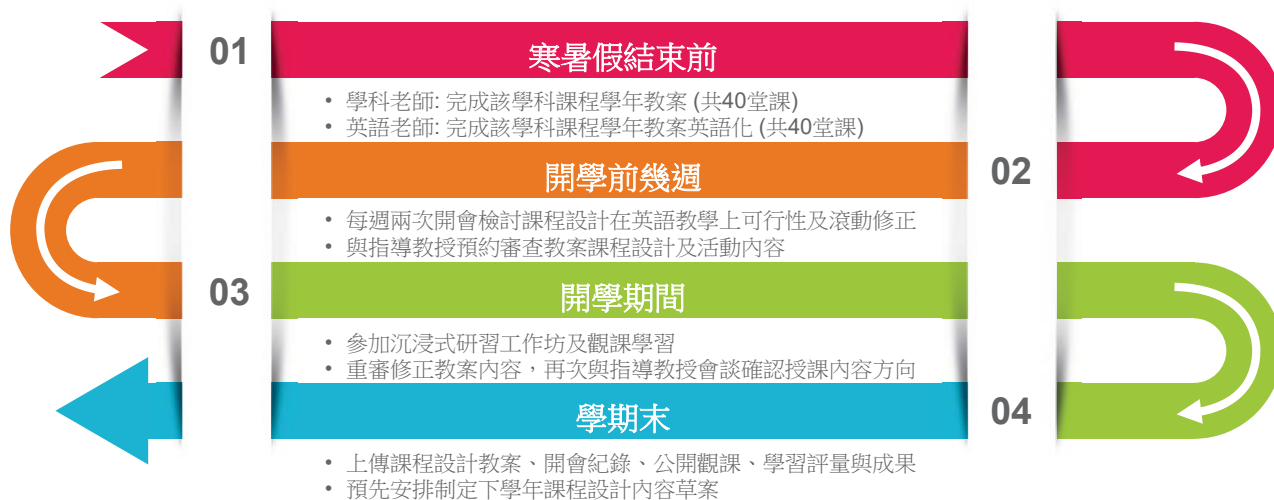 01
寒暑假結束前
• 學科老師: 完成該學科課程學年教案 (共40堂課)
• 英語老師: 完成該學科課程學年教案英語化 (共40堂課)
開學前幾週
02
• 每週兩次開會檢討課程設計在英語教學上可行性及滾動修正
• 與指導教授預約審查教案課程設計及活動內容
03
開學期間
• 參加沉浸式研習工作坊及觀課學習
• 重審修正教案內容，再次與指導教授會談確認授課內容方向
學期末
04
• 上傳課程設計教案、開會紀錄、公開觀課、學習評量與成果
• 預先安排制定下學年課程設計內容草案